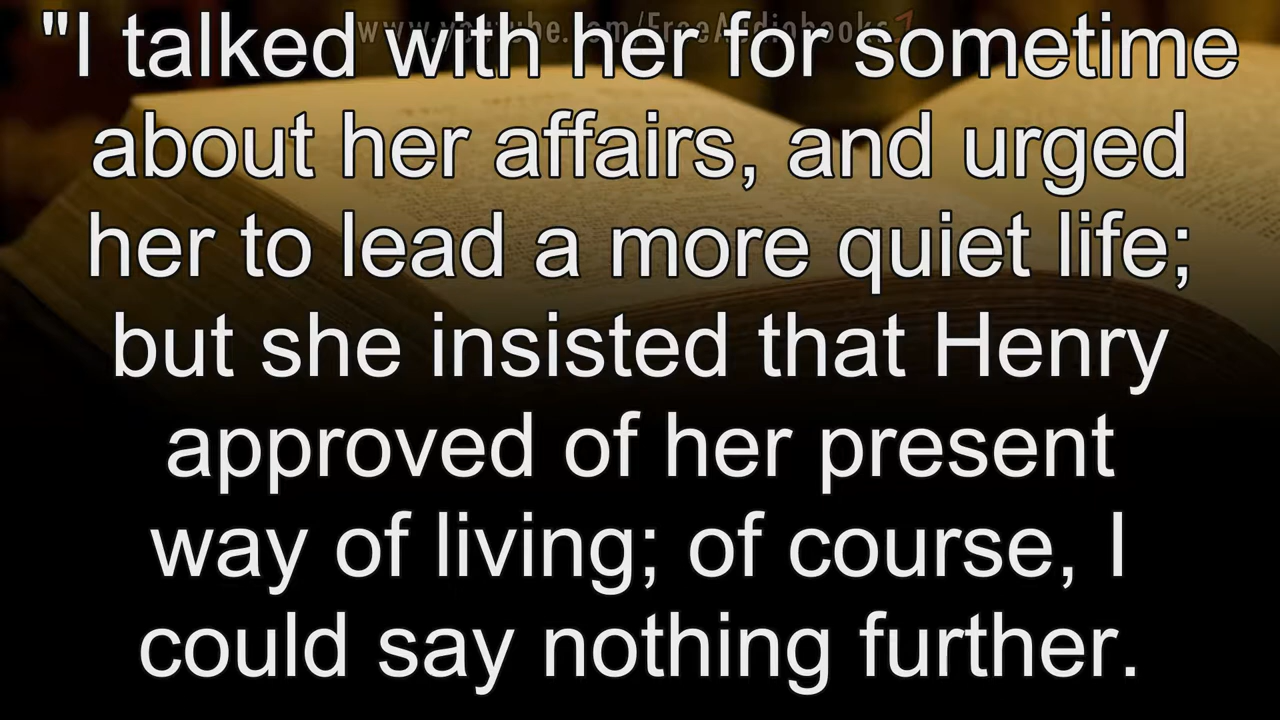 www.youtube.com/FreeAudiobooks7
"I talked with her for sometime
about her affairs, and urged
her to lead a more quiet life;
but she insisted that Henry
approved of her present
way of living; of course, I
could say nothing further.